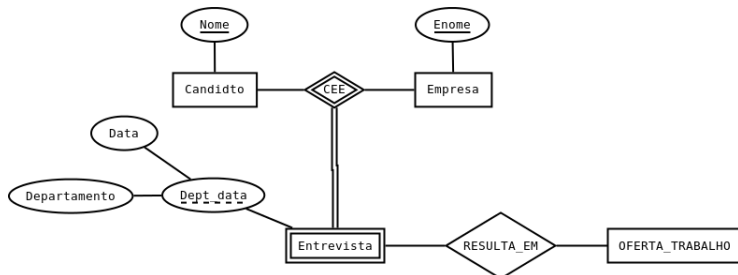 Nome
Enome
Candidto
CEE
Empresa
Data
Departamento
Dept_data
Entrevista
RESULTA_EM
OFERTA_TRABALHO